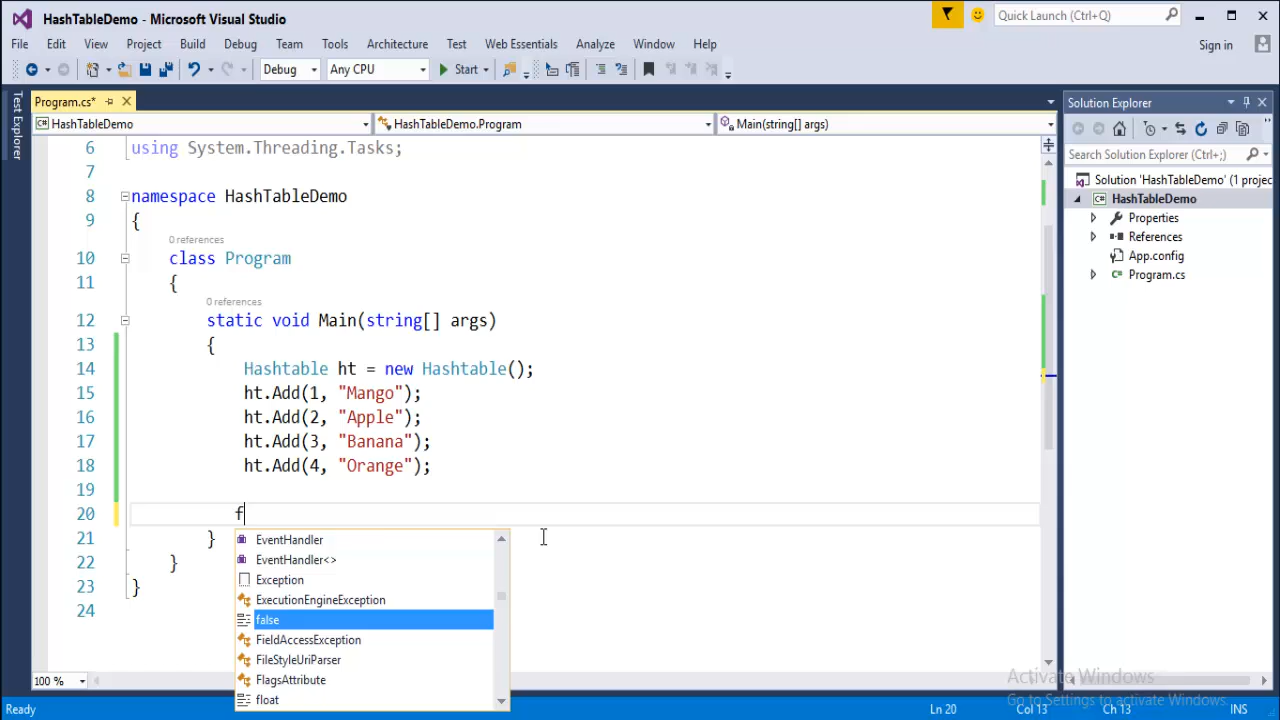 HashTableDemo - Microsoft Visual Studio
Quick Launch (Ctrl+Q)
File Edit View Project Build Debug Team Tools Architecture Test Web Essentials Analyze Window Help
Sign in
Debug Any CPU Start
Test Explorer
Program.cs*
HashTableDemo HashTableDemo.Program Main(string[] args)
6 using System.Threading.Tasks;
7
8 namespace HashTableDemo
9 {
0 references
10 class Program
11 {
0 references
12 static void Main(string[] args)
13 {
14 Hashtable ht = new Hashtable();
15 ht.Add(1, "Mango");
16 ht.Add(2, "Apple");
17 ht.Add(3, "Banana");
18 ht.Add(4, "Orange");
19
20 f
21 }
22 }
23 }
24
EventHandler
EventHandler<>
Exception
ExecutionEngineException
false
FieldAccessException
FileStyleUriParser
FlagsAttribute
float
Solution Explorer
Search Solution Explorer (Ctrl+;)
Solution 'HashTableDemo' (1 projec
HashTableDemo
Properties
References
App.config
Program.cs
Activate Windows
Go to Settings to activate Windows.
100 %
Ready Ln 20 Col 13 Ch 13 INS